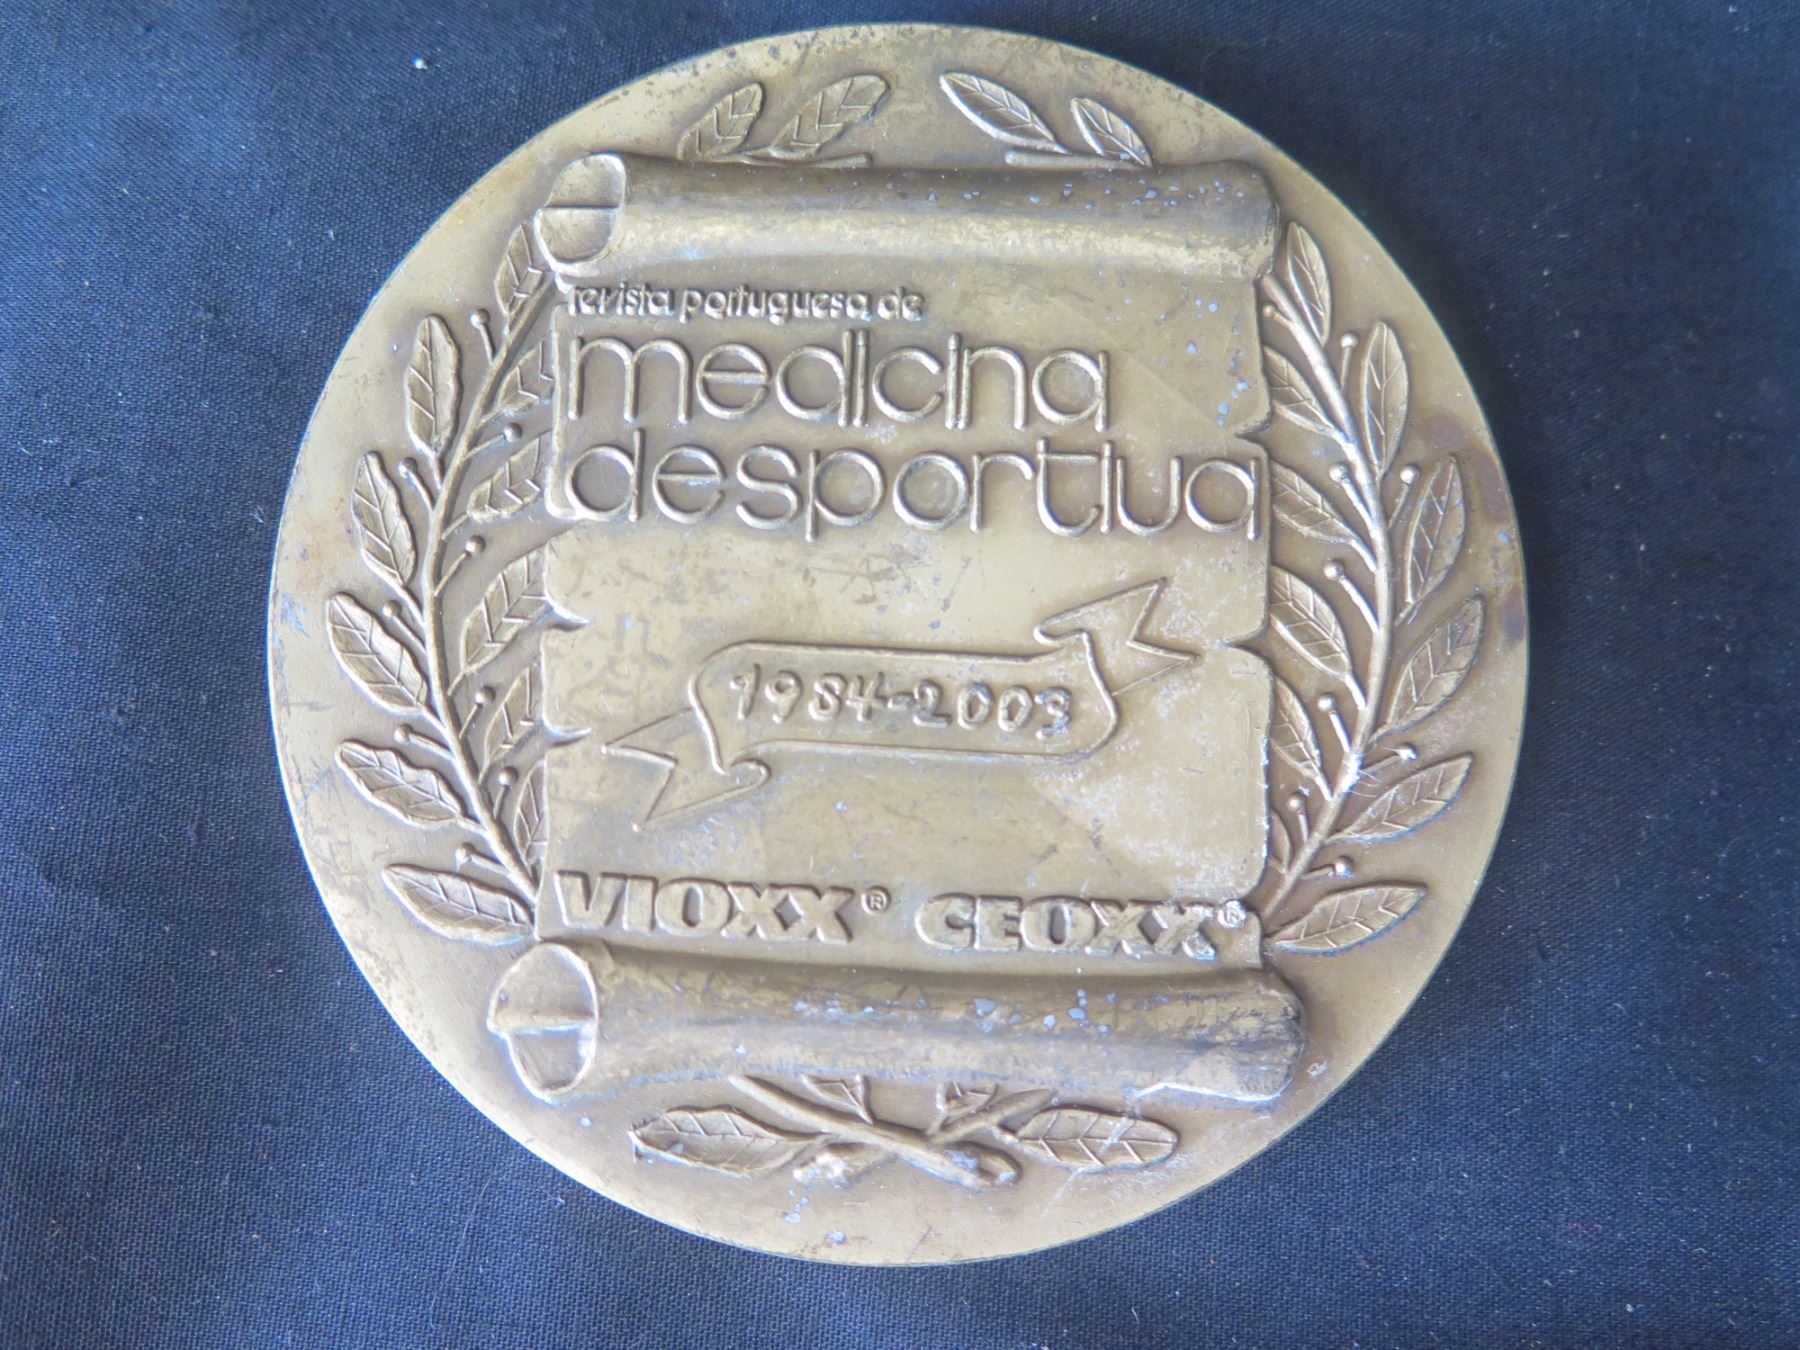 revista portuguesa de
medicina
desportiva
1984-2003
VIOXX® CEOXX®